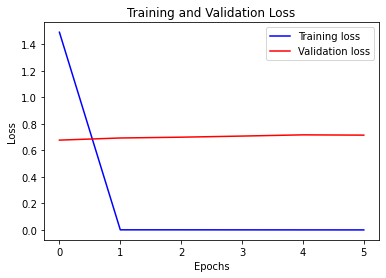 Training and Validation Loss
Training loss
Validation loss
1.4
1.2
1.0
0.8
0.6
0.4
0.2
0.0
Loss
0 1 2 3 4 5
Epochs